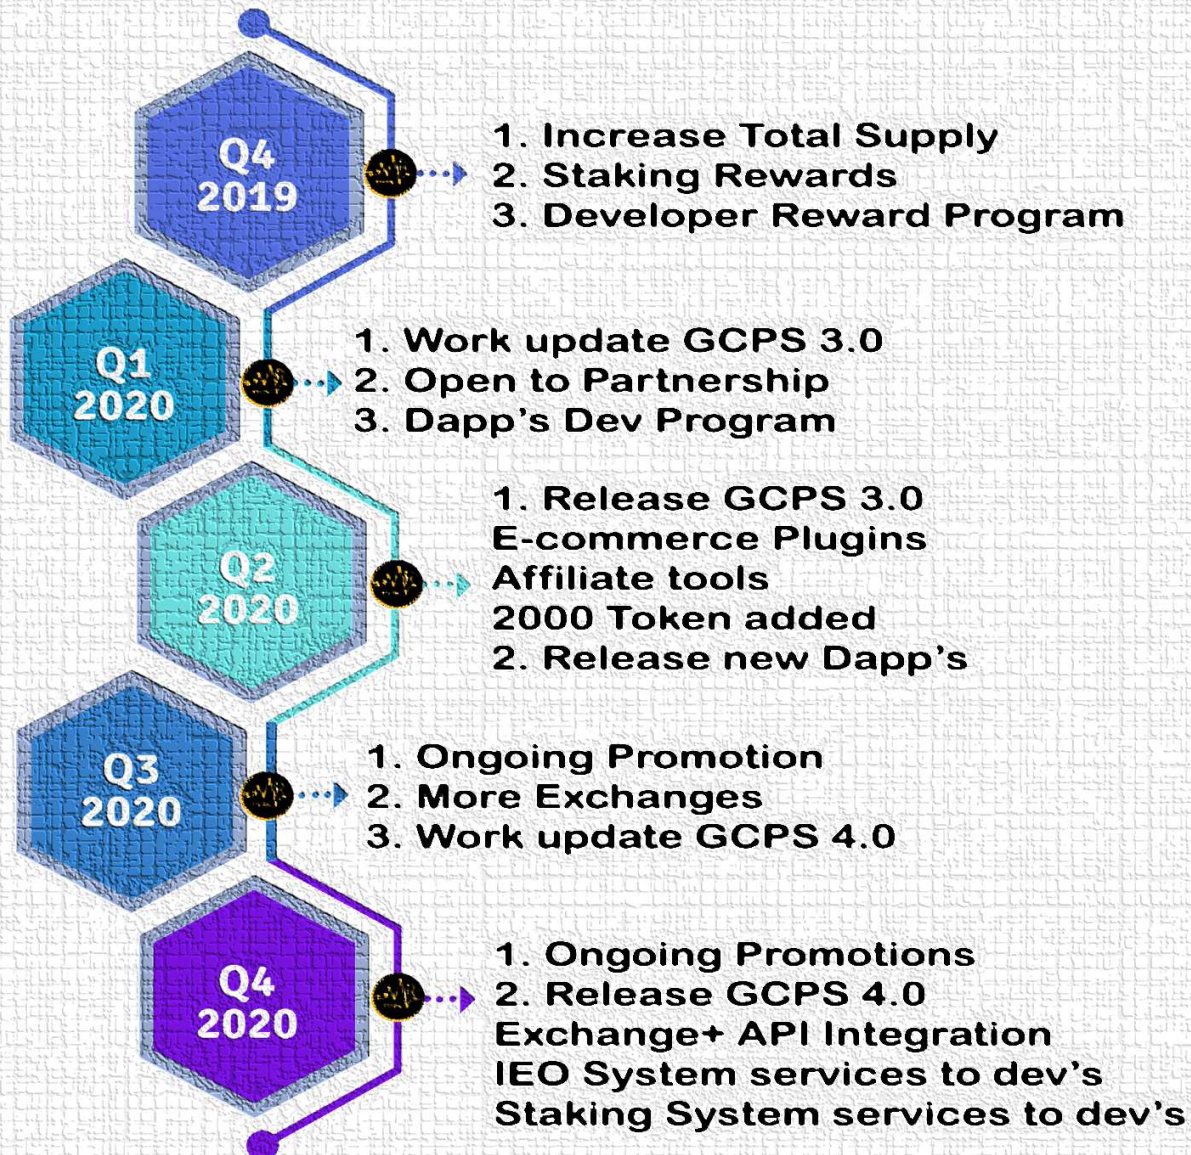 Q4
2019
1. Increase Total Supply
2. Staking Rewards
3. Developer Reward Program
Q1
2020
1. Work update GCPS 3.0
2. Open to Partnership
3. Dapp's Dev Program
Q2
2020
1. Release GCPS 3.0
E-commerce Plugins
Affiliate tools
2000 Token added
2. Release new Dapp's
Q3
2020
1. Ongoing Promotion
2. More Exchanges
3. Work update GCPS 4.0
Q4
2020
1. Ongoing Promotions
2. Release GCPS 4.0
Exchange+ API Integration
IEO System services to dev's
Staking System services to dev's